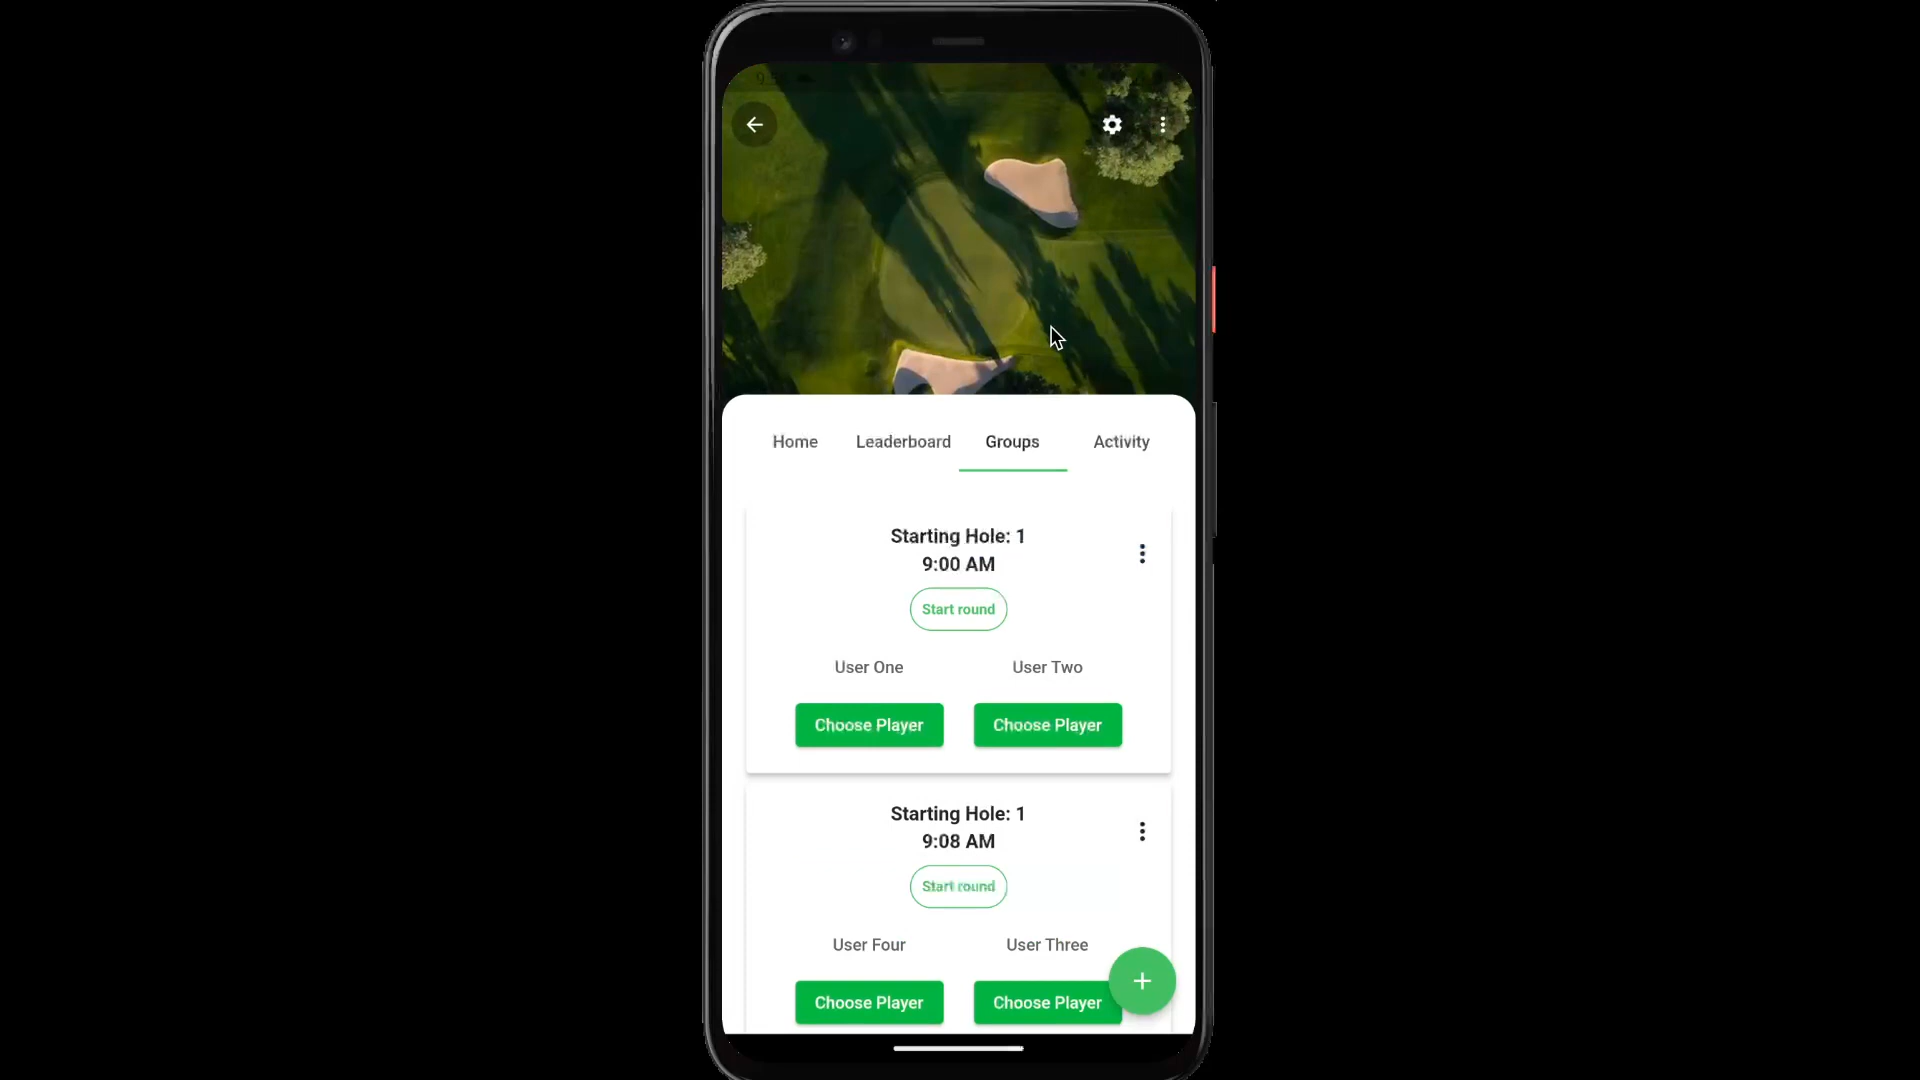 Home Leaderboard Groups Activity
Starting Hole: 1
9:00 AM
Start round
User One User Two
Choose Player Choose Player
Starting Hole: 1
9:08 AM
Start round
User Four User Three
Choose Player Choose Player